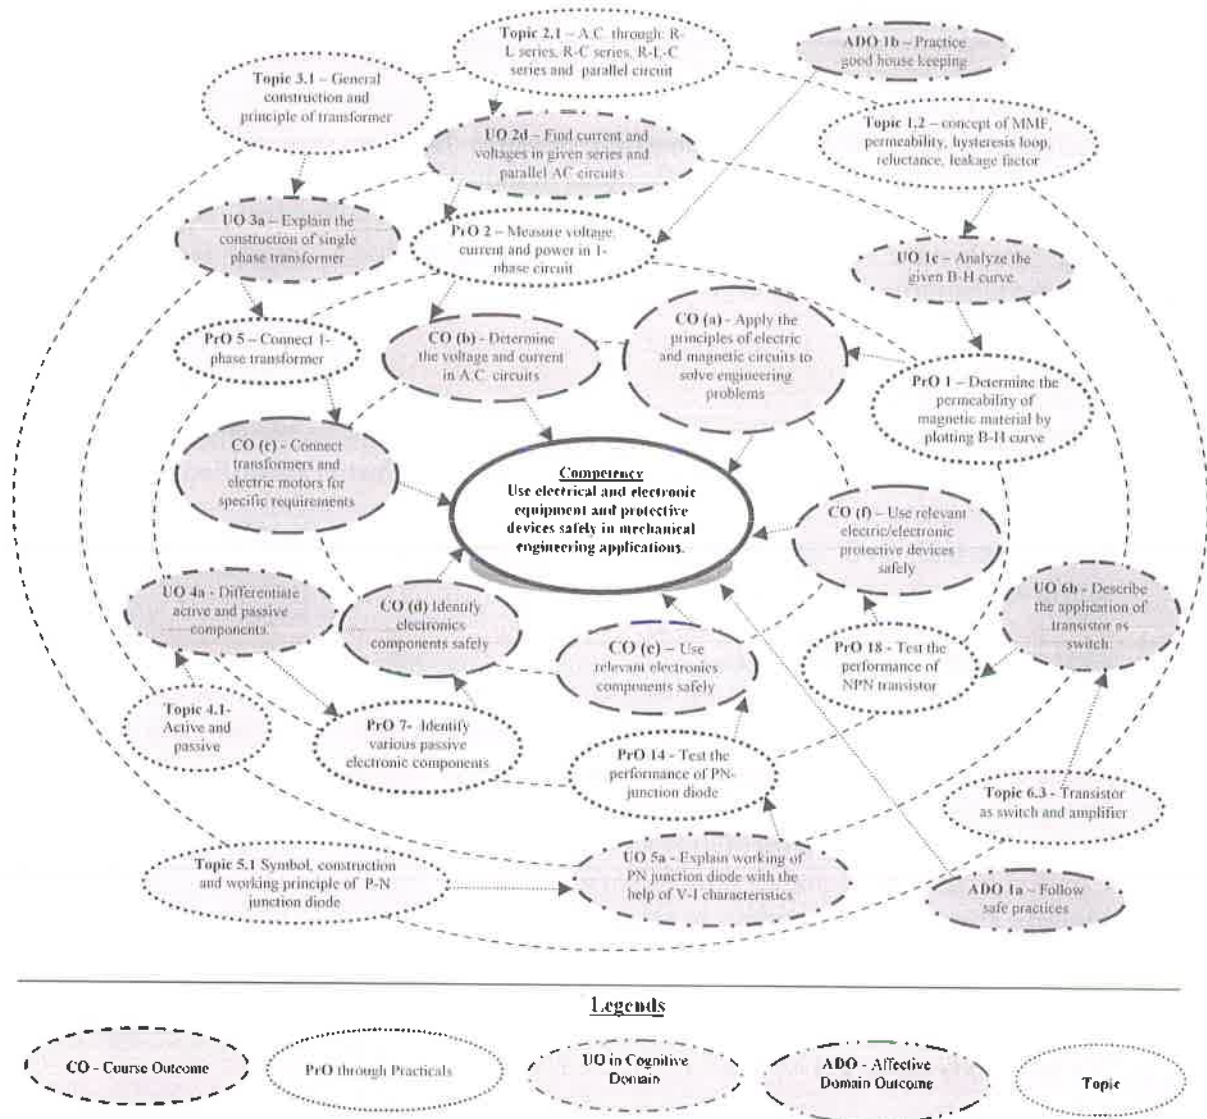 Topic 2.1 – A.C. through: R-
L series, R-C series, R-L-C
series and parallel circuit
ADO 1b – Practice
good house keeping
Topic 3.1 – General
construction and
principle of transformer
Topic 1.2 – concept of MMF,
permeability, hysteresis loop,
reluctance, leakage factor
UO 2d – Find current and
voltages in given series and
parallel AC circuits
UO 3a – Explain the
construction of single
phase transformer
PrO 2 – Measure voltage,
current and power in 1-
phase circuit
UO 1c – Analyze the
given B-H curve.
PrO 5 – Connect 1-
phase transformer
CO (b) - Determine
the voltage and current
in A.C. circuits
CO (a) - Apply the
principles of electric
and magnetic circuits to
solve engineering
problems
PrO 1 – Determine the
permeability of
magnetic material by
plotting B-H curve
CO (c) - Connect
transformers and
electric motors for
specific requirements
Competency
Use electrical and electronic
equipment and protective
devices safely in mechanical
engineering applications.
CO (f) – Use relevant
electric/electronic
protective devices
safely
UO 4a - Differentiate
active and passive
components.
CO (d) Identify
electronics
components safely
CO (e) – Use
relevant electronics
components safely
PrO 18 - Test the
performance of
NPN transistor
UO 6b – Describe
the application of
transistor as
switch.
Topic 4.1-
Active and
passive
PrO 7- Identify
various passive
electronic components
PrO 14 - Test the
performance of PN-
junction diode
Topic 6.3 - Transistor
as switch and amplifier
Topic 5.1 Symbol, construction
and working principle of P-N
junction diode
UO 5a - Explain working of
PN junction diode with the
help of V-I characteristics
ADO 1a – Follow
safe practices
Legends
CO - Course Outcome
PrO through Practicals
UO in Cognitive
Domain
ADO - Affective
Domain Outcome
Topic